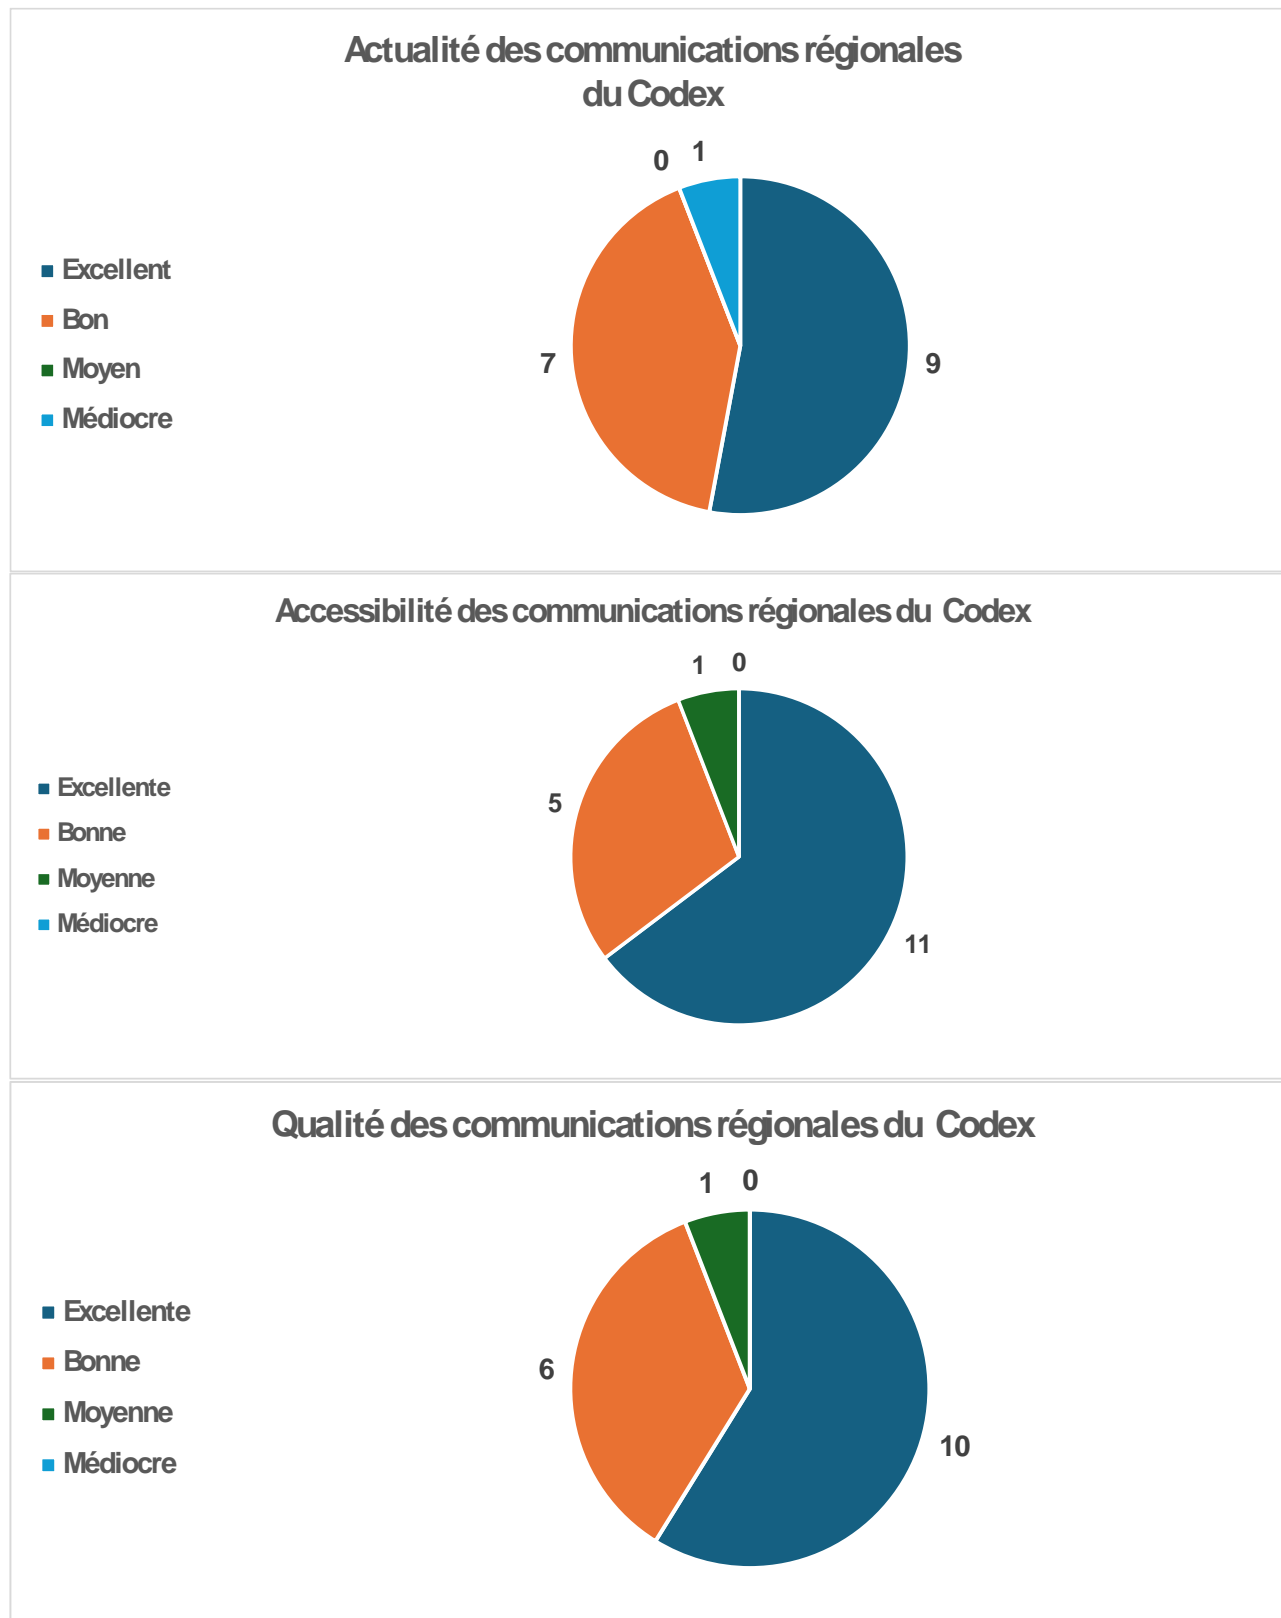 Actualité des communications régionales
du Codex
0 1
Excellent
Bon
7
9
Moyen
Médiocre
Accessibilité des communications régionales du Codex
1 0
Excellente
5
Bonne
Moyenne
Médiocre
11
Qualité des communications régionales du Codex
1 0
Excellente
Bonne
6
Moyenne
10
Médiocre